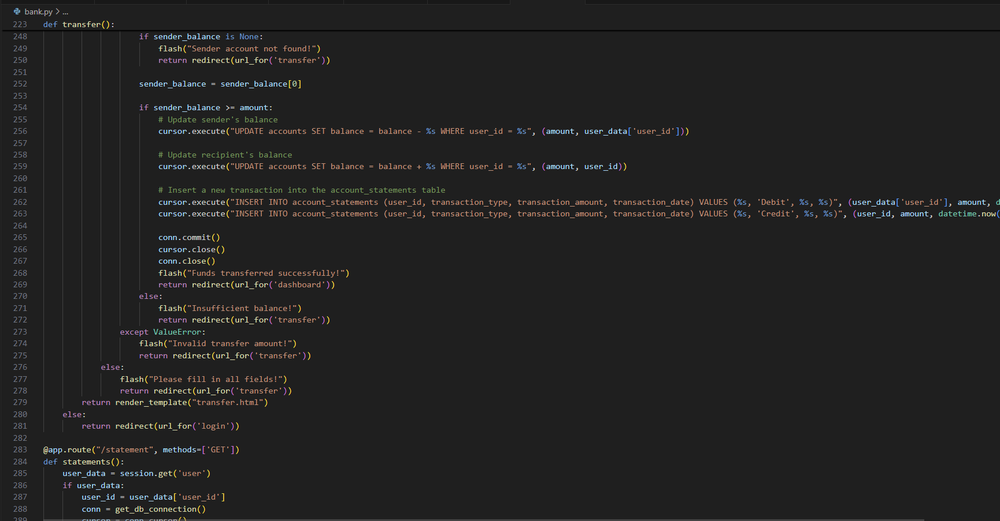 bank.py > ...
223 def transfer():
248 if sender_balance is None:
249 flash("Sender account not found!")
250 return redirect(url_for('transfer'))
251
252 sender_balance = sender_balance[0]
253
254 if sender_balance >= amount:
255 # Update sender's balance
256 cursor.execute("UPDATE accounts SET balance = balance - %s WHERE user_id = %s", (amount, user_data['user_id']))
257
258 # Update recipient's balance
259 cursor.execute("UPDATE accounts SET balance = balance + %s WHERE user_id = %s", (amount, user_id))
260
261 # Insert a new transaction into the account_statements table
262 cursor.execute("INSERT INTO account_statements (user_id, transaction_type, transaction_amount, transaction_date) VALUES (%s, 'Debit', %s, %s)", (user_data['user_id'], amount, d
263 cursor.execute("INSERT INTO account_statements (user_id, transaction_type, transaction_amount, transaction_date) VALUES (%s, 'Credit', %s, %s)", (user_id, amount, datetime.now(
264
265 conn.commit()
266 cursor.close()
267 conn.close()
268 flash("Funds transferred successfully!")
269 return redirect(url_for('dashboard'))
270 else:
271 flash("Insufficient balance!")
272 return redirect(url_for('transfer'))
273 except ValueError:
274 flash("Invalid transfer amount!")
275 return redirect(url_for('transfer'))
276 else:
277 flash("Please fill in all fields!")
278 return redirect(url_for('transfer'))
279 return render_template("transfer.html")
280 else:
281 return redirect(url_for('login'))
282
283 @app.route("/statement", methods=['GET'])
284 def statements():
285 user_data = session.get('user')
286 if user_data:
287 user_id = user_data['user_id']
288 conn = get_db_connection()
289 cursor = conn.cursor()